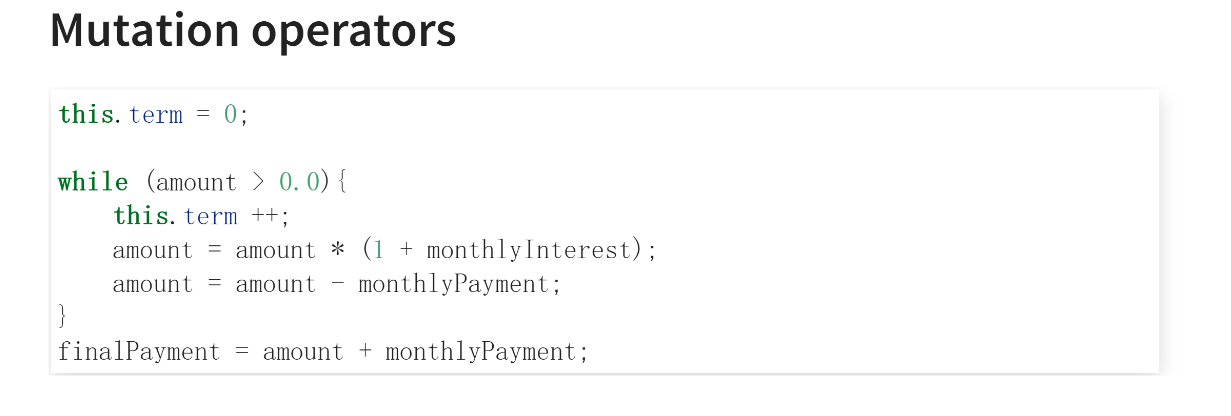 Mutation operators
this.term = 0;
while (amount > 0.0){
    this.term ++;
    amount = amount * (1 + monthlyInterest);
    amount = amount - monthlyPayment;
}
finalPayment = amount + monthlyPayment;